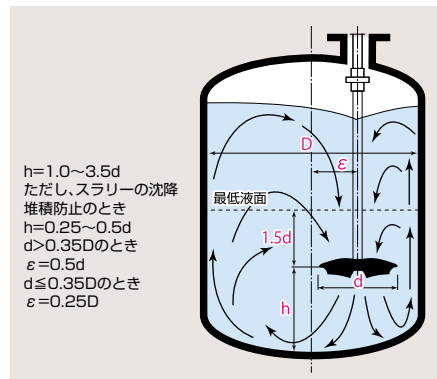 h=1.0〜3.5d
ただし、スラリーの沈降
堆積防止のとき
h=0.25〜0.5d
d>0.35Dのとき
ε=0.5d
d≦0.35Dのとき
ε=0.25D
D
ε
最低液面
1.5d
d
h